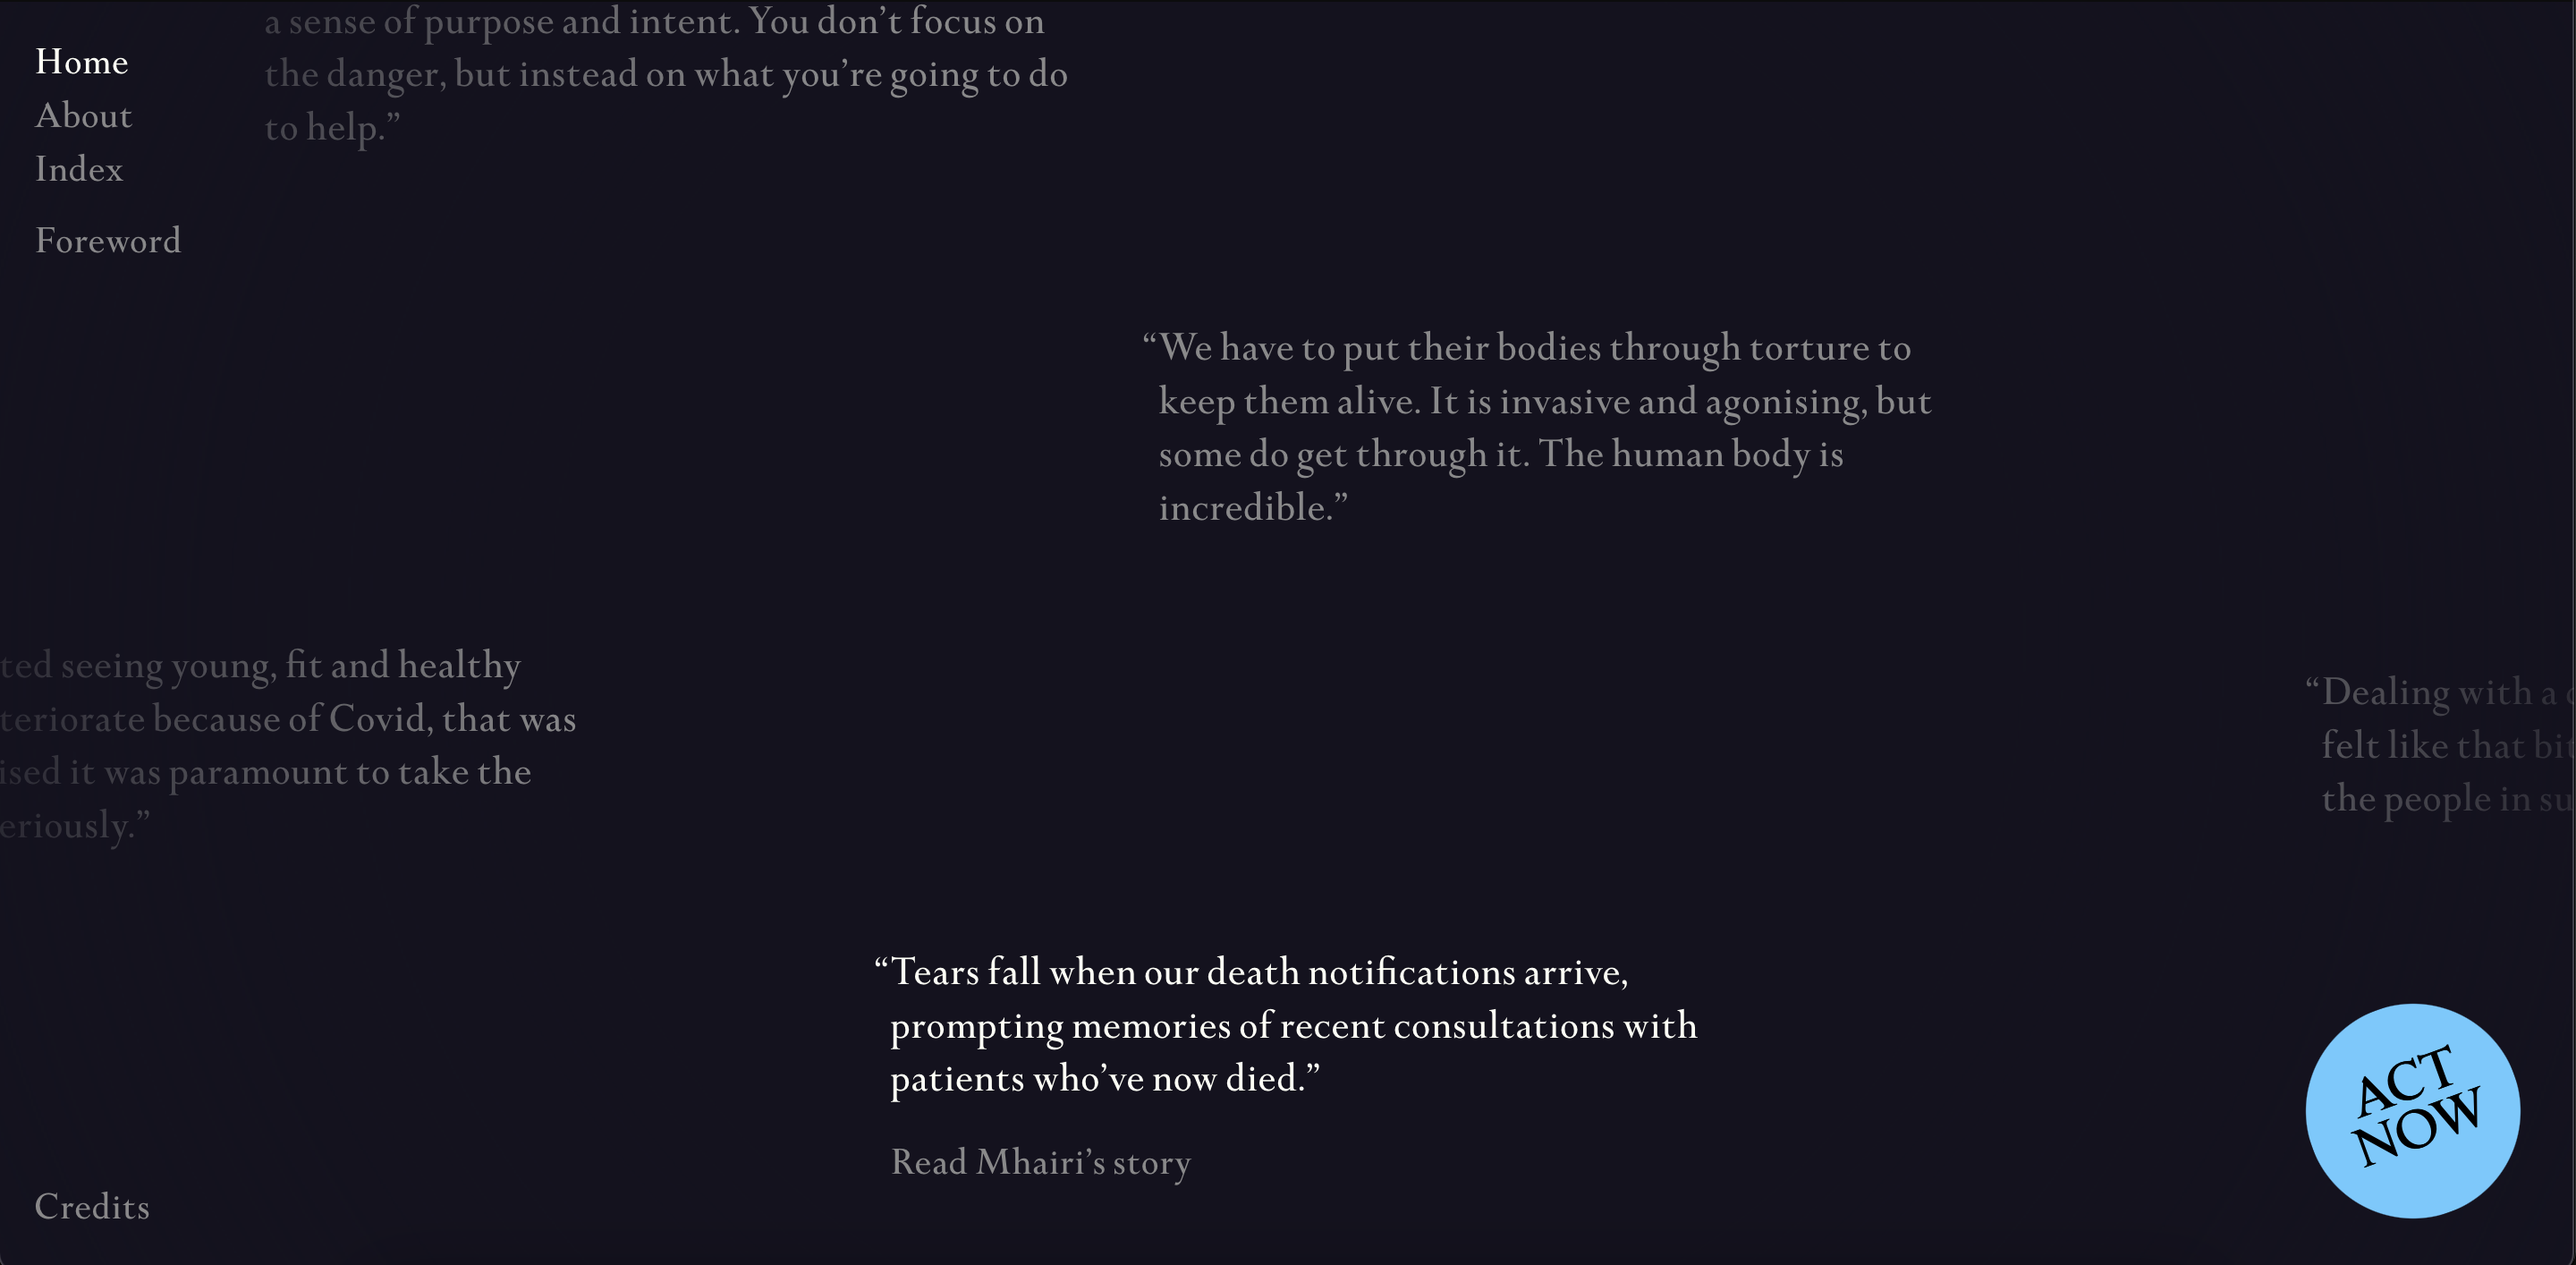 Home
About
Index
Foreword
a sense of purpose and intent. You don’t focus on
the danger, but instead on what you’re going to do
to help.”
“We have to put their bodies through torture to
keep them alive. It is invasive and agonising, but
some do get through it. The human body is
incredible.”
ted seeing young, fit and healthy
teriorate because of Covid, that was
ised it was paramount to take the
eriously.”
“Dealing with a
felt like that bit
the people in su
“Tears fall when our death notifications arrive,
prompting memories of recent consultations with
patients who’ve now died.”
Read Mhairi’s story
ACT
NOW
Credits